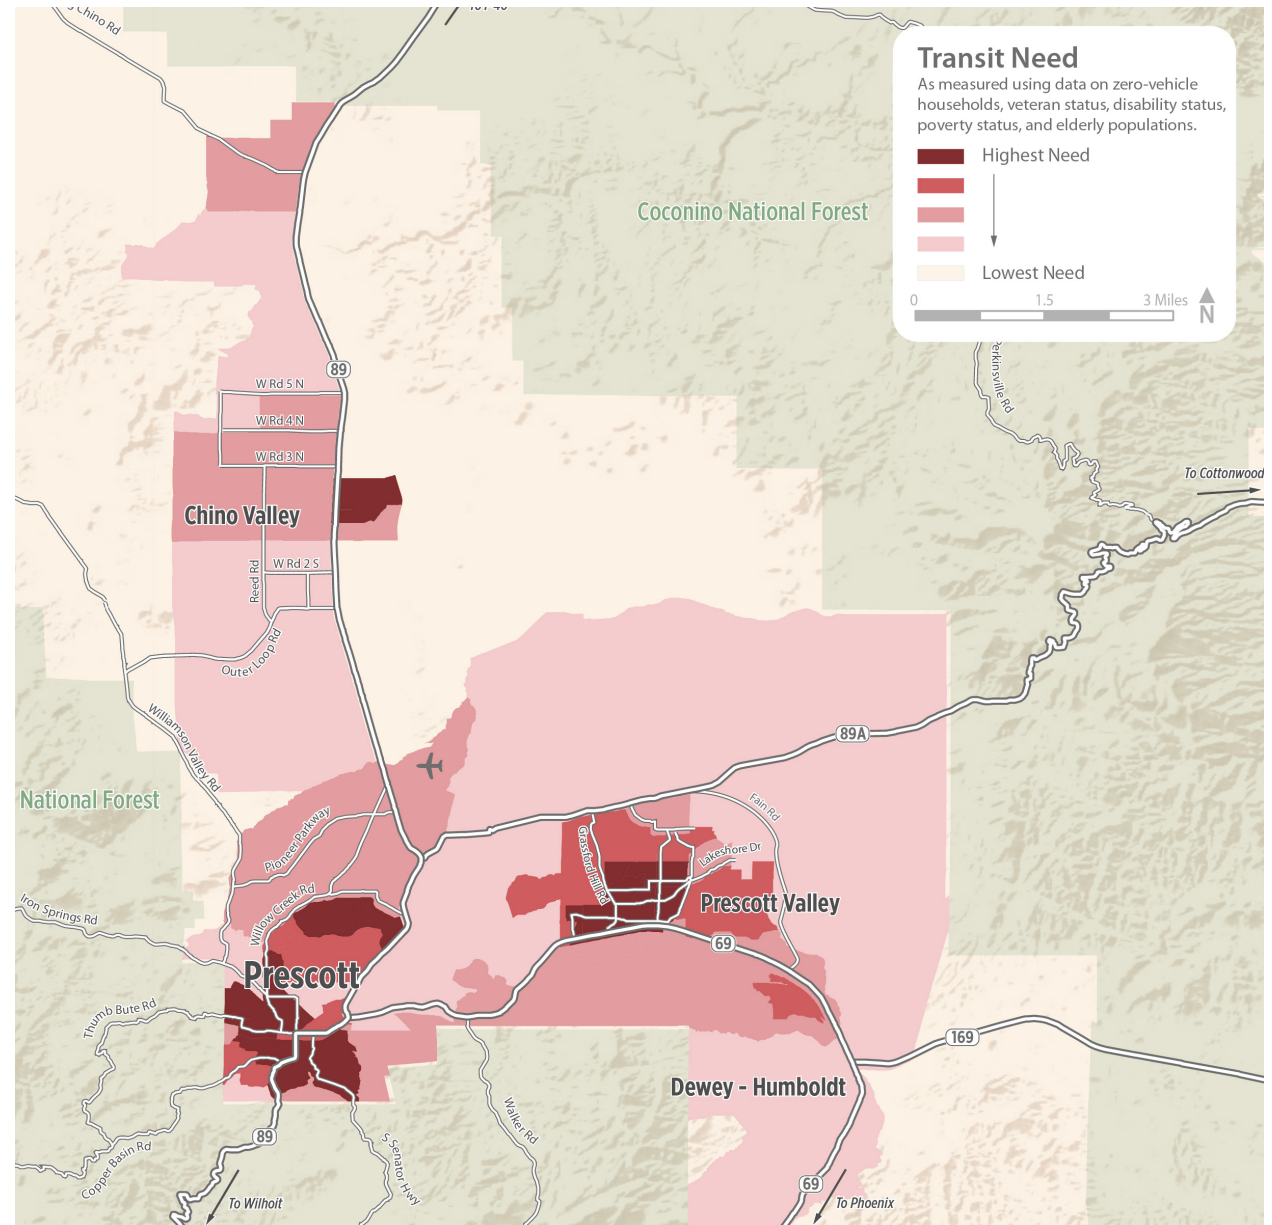 Chino Rd
Transit Need
As measured using data on zero-vehicle
households, veteran status, disability status,
poverty status, and elderly populations.
Highest Need
Lowest Need
0 1.5 3 Miles
N
Coconino National Forest
Perkinsville Rd
89
W Rd 5 N
W Rd 4 N
W Rd 3 N
To Cottonwood
Chino Valley
W Rd 2 S
Reed Rd
Outer Loop Rd
Williamson Valley Rd
89A
National Forest
Pioneer Parkway
Fain Rd
Grassford Hill Rd
Lakeshore Dr
Willow Creek Rd
Iron Springs Rd
Prescott Valley
69
Prescott
Thumb Bute Rd
169
Dewey - Humboldt
Walker Rd
89
S Senator Hwy
Copper Basin Rd
69
To Wilhoit
To Phoenix